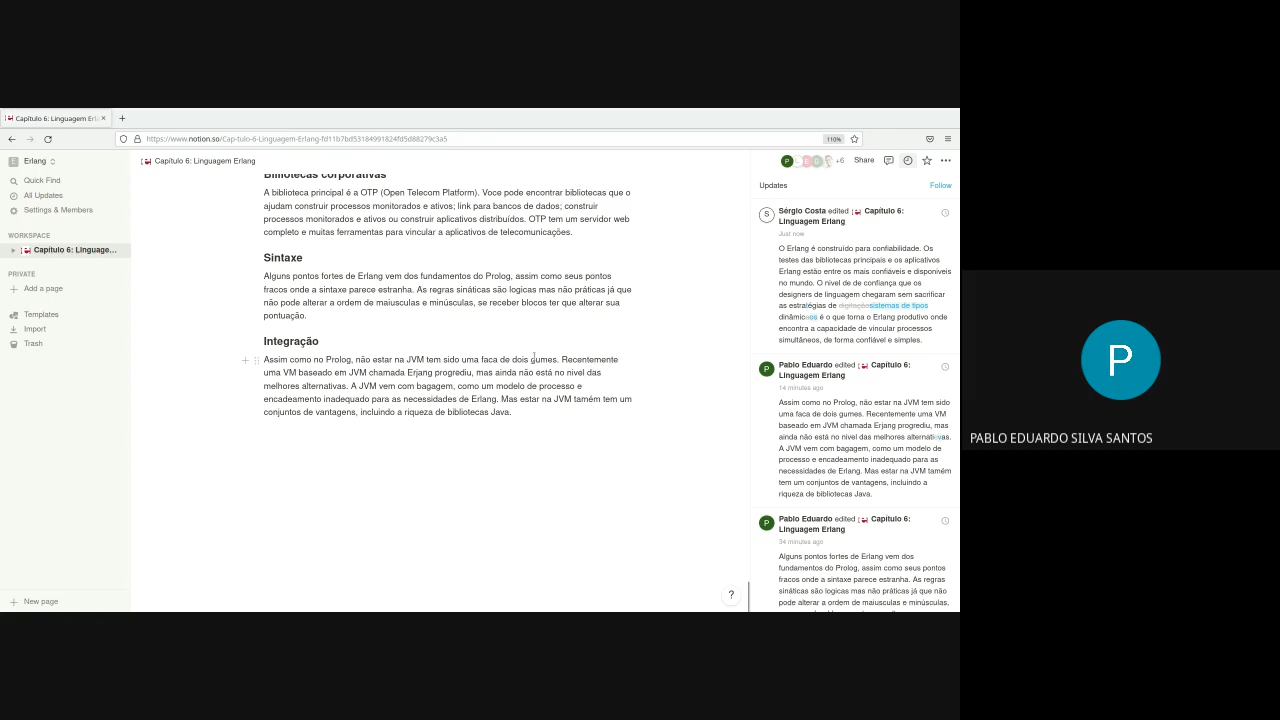 Capítulo 6: Linguagem Erl
https://www.notion.so/Cap-tulo-6-Linguagem-Erlang-fd11b7bd53184991824fd5d88279c3a5
110%
E Erlang
Capítulo 6: Linguagem Erlang
P
+6
Share
Quick Find
All Updates
Settings & Members
WORKSPACE
Capítulo 6: Linguage...
PRIVATE
Add a page
Templates
Import
Trash
New page
Bibliotecas corporativas
A biblioteca principal é a OTP (Open Telecom Platform). Voce pode encontrar bibliotecas que o
ajudam construir processos monitorados e ativos; link para bancos de dados; construir
processos monitorados e ativos ou construir aplicativos distribuídos. OTP tem um servidor web
completo e muitas ferramentas para vincular a aplicativos de telecomunicações.
Sintaxe
Alguns pontos fortes de Erlang vem dos fundamentos do Prolog, assim como seus pontos
fracos onde a sintaxe parece estranha. As regras sináticas são logicas mas não práticas já que
não pode alterar a ordem de maiusculas e minúsculas, se receber blocos ter que alterar sua
pontuação.
Integração
Assim como no Prolog, não estar na JVM tem sido uma faca de dois gumes. Recentemente
uma VM baseado em JVM chamada Erjang progrediu, mas ainda não está no nivel das
melhores alternativas. A JVM vem com bagagem, como um modelo de processo e
encadeamento inadequado para as necessidades de Erlang. Mas estar na JVM tamém tem um
conjuntos de vantagens, incluindo a riqueza de bibliotecas Java.
?
Updates
Follow
S
Sérgio Costa edited Capítulo 6:
Linguagem Erlang
Just now
O Erlang é construído para confiabilidade. Os
testes das bibliotecas principais e os aplicativos
Erlang estão entre os mais confiáveis e disponiveis
no mundo. O nivel de de confiança que os
designers de linguagem chegaram sem sacrificar
as estratégias de digitaçãosistemas de tipos
dinâmicaos é o que torna o Erlang produtivo onde
encontra a capacidade de vincular processos
simultâneis, de forma confiável e simples.
P
Pablo Eduardo edited Capítulo 6:
Linguagem Erlang
14 minutes ago
Assim como no Prolog, não estar na JVM tem sido
uma faca de dois gumes. Recentemente uma VM
baseado em JVM chamada Erjang progrediu, mas
ainda não está no nivel das melhores
A JVM vem com bagagem, como um modelo de
processo e encadeamento inadequado para as
necessidades de Erlang. Mas estar na JVM tamém
tem um conjuntos de vantagens, incluindo a
riqueza de bibliotecas Java.
P
Pablo Eduardo edited Capítulo 6:
Linguagem Erlang
34 minutes ago
Alguns pontos fortes de Erlang vem dos
fundamentos do Prolog, assim como seus pontos
fracos onde a sintaxe parece estranha. As regras
sináticas são logicas mas não práticas já que não
pode alterar a ordem de maiusculas e minúsculas,
P
PABLO EDUARDO SILVA SANTOS